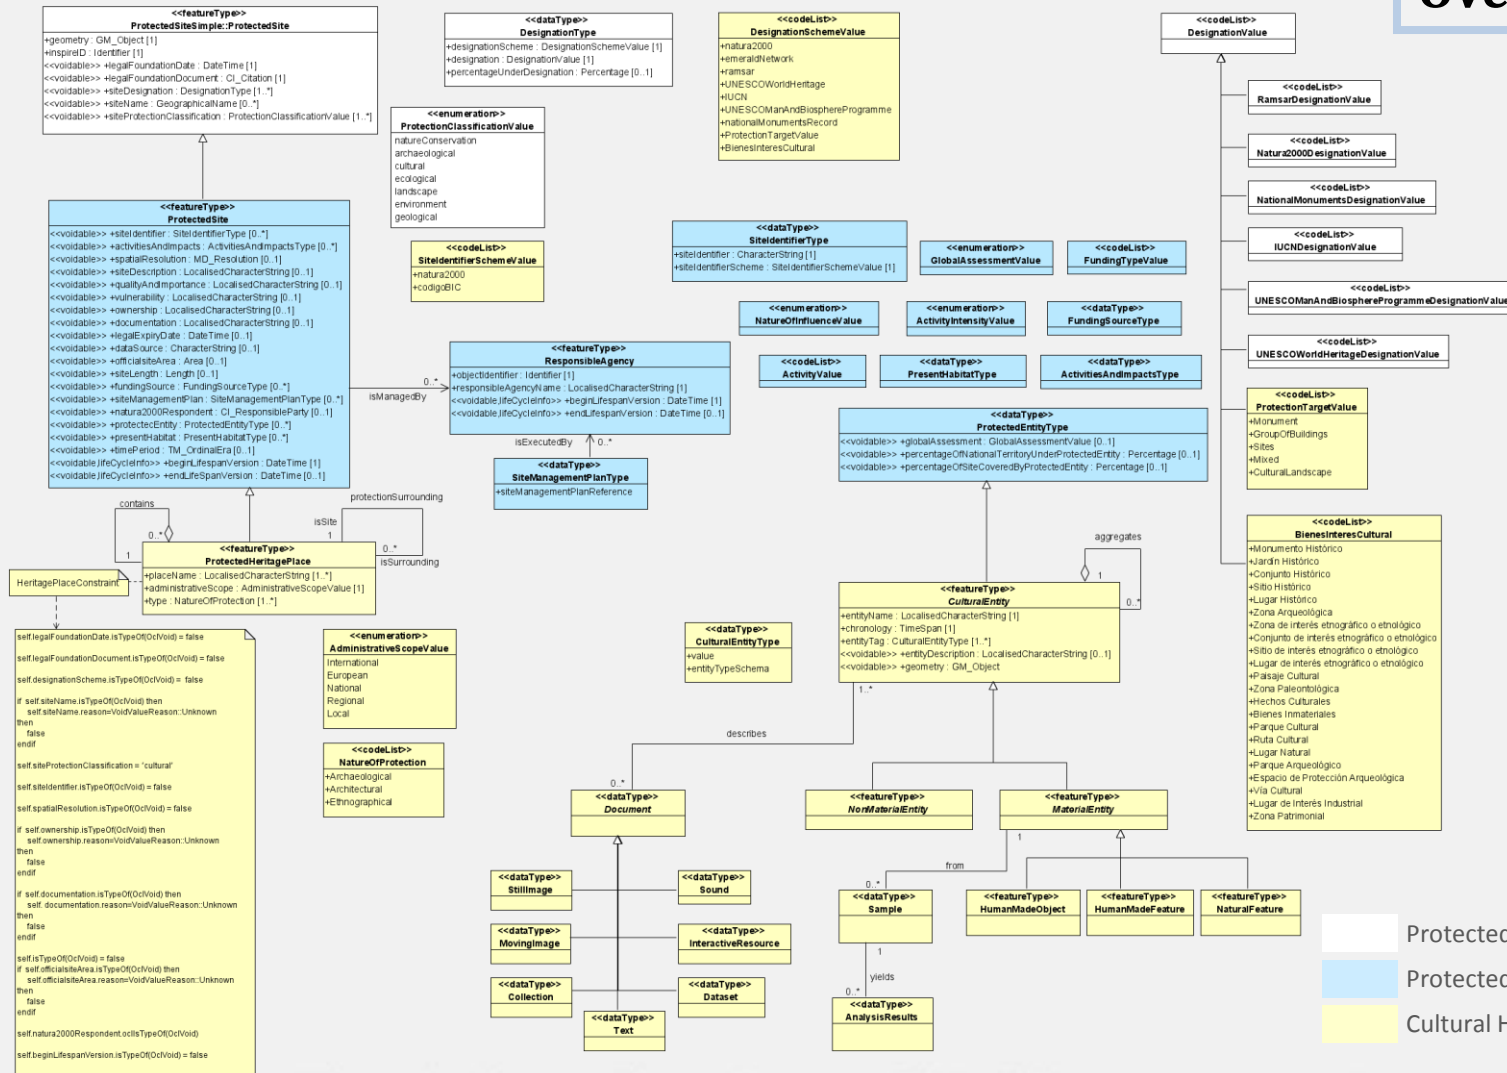 <<featureType>>
ProtectedSiteSimple::ProtectedSite
+geometry : GM_Object [1]
+inspireID : Identifier [1]
<<voidable>> +legalFoundationDate : DateTime [1]
<<voidable>> +legalFoundationDocument : CI_Citation [1]
<<voidable>> +siteDesignation : DesignationType [1..*]
<<voidable>> +siteName : GeographicalName [0..*]
<<voidable>> +siteProtectionClassification : ProtectionClassificationValue [1..*]
<<dataType>>
DesignationType
+designationScheme : DesignationSchemeValue [1]
+designation : DesignationValue [1]
+percentageUnderDesignation : Percentage [0..1]
<<enumeration>>
ProtectionClassificationValue
natureConservation
archaeological
cultural
ecological
landscape
environment
geological
<<codeList>>
DesignationSchemeValue
+natura2000
+emeraldNetwork
+ramsar
+UNESCOWorldHeritage
+IUCN
+UNESCOManAndBiosphereProgramme
+nationalMonumentsRecord
+ProtectionTargetValue
+BienesInteresCultural
<<codeList>>
DesignationValue
<<codeList>>
RamsarDesignationValue
<<codeList>>
Natura2000DesignationValue
<<codeList>>
NationalMonumentsDesignationValue
<<codeList>>
IUCNDesignationValue
<<codeList>>
UNESCOManAndBiosphereProgrammeDesignationValue
<<codeList>>
UNESCOWorldHeritageDesignationValue
<<codeList>>
ProtectionTargetValue
+Monument
+GroupOfBuildings
+Sites
+Mixed
+CulturalLandscape
<<codeList>>
BienesInteresCultural
+Monumento Histórico
+Jardín Histórico
+Conjunto Histórico
+Sitio Histórico
+Lugar Histórico
+Zona Arqueológica
+Zona de interés etnográfico o etnológico
+Conjunto de interés etnográfico o etnológico
+Sitio de interés etnográfico o etnológico
+Lugar de interés etnográfico o etnológico
+Paisaje Cultural
+Zona Paleontológica
+Hechos Culturales
+Bienes Inmateriales
+Parque Cultural
+Ruta Cultural
+Lugar Natural
+Parque Arqueológico
+Espacio de Protección Arqueológica
+Vía Cultural
+Lugar de Interés Industrial
+Zona Patrimonial
<<featureType>>
ProtectedSite
<<voidable>> +siteIdentifier : SiteIdentifierType [0..*]
<<voidable>> +activitiesAndImpacts : ActivitiesAndImpactsType [0..*]
<<voidable>> +spatialResolution : MD_Resolution [0..1]
<<voidable>> +siteDescription : LocalisedCharacterString [0..1]
<<voidable>> +qualityAndImportance : LocalisedCharacterString [0..1]
<<voidable>> +vulnerability : LocalisedCharacterString [0..1]
<<voidable>> +ownership : LocalisedCharacterString [0..1]
<<voidable>> +documentation : LocalisedCharacterString [0..1]
<<voidable>> +legalExpiryDate : DateTime [0..1]
<<voidable>> +dataSource : CharacterString [0..1]
<<voidable>> +officialsiteArea : Area [0..1]
<<voidable>> +siteLength : Length [0..1]
<<voidable>> +fundingSource : FundingSourceType [0..*]
<<voidable>> +siteManagementPlan : SiteManagementPlanType [0..*]
<<voidable>> +natura2000Respondent : CI_ResponsibleParty [0..1]
<<voidable>> +protectecEntity : ProtectedEntityType [0..*]
<<voidable>> +presentHabitat : PresentHabitatType [0..*]
<<voidable>> +timePeriod : TM_OrdinalEra [0..1]
<<voidable,lifeCycleInfo>> +beginLifespanVersion : DateTime [1]
<<voidable,lifeCycleInfo>> +endLifeSpanVersion : DateTime [0..1]
<<codeList>>
SiteIdentifierSchemeValue
+natura2000
+codigoBIC
<<dataType>>
SiteIdentifierType
+siteIdentifier : CharacterString [1]
+siteIdentifierScheme : SiteIdentifierSchemeValue [1]
<<enumeration>>
GlobalAssessmentValue
<<codeList>>
FundingTypeValue
<<enumeration>>
NatureOfInfluenceValue
<<enumeration>>
ActivityIntensityValue
<<dataType>>
FundingSourceType
<<codeList>>
ActivityValue
<<dataType>>
PresentHabitatType
<<dataType>>
ActivitiesAndImpactsType
0..*
isManagedBy
<<featureType>>
ResponsibleAgency
+objectIdentifier : Identifier [1]
+responsibleAgencyName : LocalisedCharacterString [1]
<<voidable,lifeCycleInfo>> +beginLifespanVersion : DateTime [1]
<<voidable,lifeCycleInfo>> +endLifespanVersion : DateTime [0..1]
isExecutedBy
0..*
<<dataType>>
SiteManagementPlanType
+siteManagementPlanReference
<<dataType>>
ProtectedEntityType
<<voidable>> +globalAssessment : GlobalAssessmentValue [0..1]
<<voidable>> +percentageOfNationalTerritoryUnderProtectedEntity : Percentage [0..1]
<<voidable>> +percentageOfSiteCoveredByProtectedEntity : Percentage [0..1]
contains
0..*
1
protectionSurrounding
isSite
1
0..*
isSurrounding
<<featureType>>
ProtectedHeritagePlace
+placeName : LocalisedCharacterString [1..*]
+administrativeScope : AdministrativeScopeValue [1]
+type : NatureOfProtection [1..*]
HeritagePlaceConstraint
self.legalFoundationDate.isTypeOf(OclVoid) = false
self.legalFoundationDocument.isTypeOf(OclVoid) = false
self.designationScheme.isTypeOf(OclVoid) = false
if self.siteName.isTypeOf(OclVoid) then
self.siteName.reason=VoidValueReason::Unknown
then
false
endif
self.siteProtectionClassification = "cultural"
self.siteIdentifier.isTypeOf(OclVoid) = false
self.spatialResolution.isTypeOf(OclVoid) = false
if self.ownership.isTypeOf(OclVoid) then
self.ownership.reason=VoidValueReason::Unknown
then
false
endif
if self.documentation.isTypeOf(OclVoid) then
self. documentation.reason=VoidValueReason::Unknown
then
false
endif
self.isTypeOf(OclVoid) = false
if self.officialsiteArea.isTypeOf(OclVoid) then
self.officialsiteArea.reason=VoidValueReason::Unknown
then
false
endif
self.natura2000Respondent.oclIsTypeOf(OclVoid)
self.beginLifespanVersion.isTypeOf(OclVoid) = false
<<enumeration>>
AdministrativeScopeValue
International
European
National
Regional
Local
<<codeList>>
NatureOfProtection
+Archaeological
+Architectural
+Ethnographical
<<dataType>>
CulturalEntityType
+value
+entityTypeSchema
aggregates
1
0..*
<<featureType>>
CulturalEntity
+entityName : LocalisedCharacterString [1]
+chronology : TimeSpan [1]
+entityTag : CulturalEntityType [1..*]
<<voidable>> +entityDescription : LocalisedCharacterString [0..1]
<<voidable>> +geometry : GM_Object
1..*
describes
0..*
<<dataType>>
Document
<<featureType>>
NonMaterialEntity
<<featureType>>
MaterialEntity
<<dataType>>
StillImage
<<dataType>>
Sound
<<dataType>>
MovingImage
<<dataType>>
InteractiveResource
<<dataType>>
Collection
<<dataType>>
Dataset
<<dataType>>
Text
1
from
0..*
<<dataType>>
Sample
<<featureType>>
HumanMadeObject
<<featureType>>
HumanMadeFeature
<<featureType>>
NaturalFeature
1
yields
0..*
<<dataType>>
AnalysisResults
Protected
Protected
Cultural H